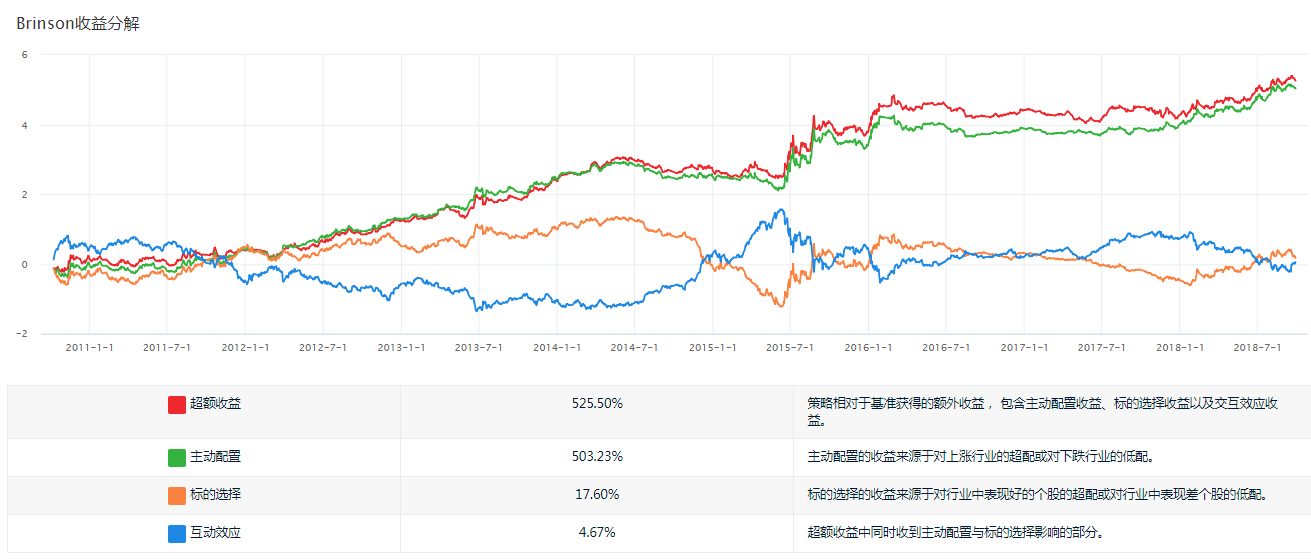 Brinson收益分解
6
4
2
0
-2
2011-1-1 2011-7-1 2012-1-1 2012-7-1 2013-1-1 2013-7-1 2014-1-1 2014-7-1 2015-1-1 2015-7-1 2016-1-1 2016-7-1 2017-1-1 2017-7-1 2018-1-1 2018-7-1
超额收益 525.50% 策略相对于基准获得的额外收益 ,包含主动配置收益、标的选择收益以及交互效应收
益。
主动配置 503.23% 主动配置的收益来源于对上涨行业的超配或对下跌行业的低配。
标的选择 17.60% 标的选择的收益来源于对行业中表现好的个股的超配或对行业中表现差个股的低配。
互动效应 4.67% 超额收益中同时收到主动配置与标的选择影响的部分。